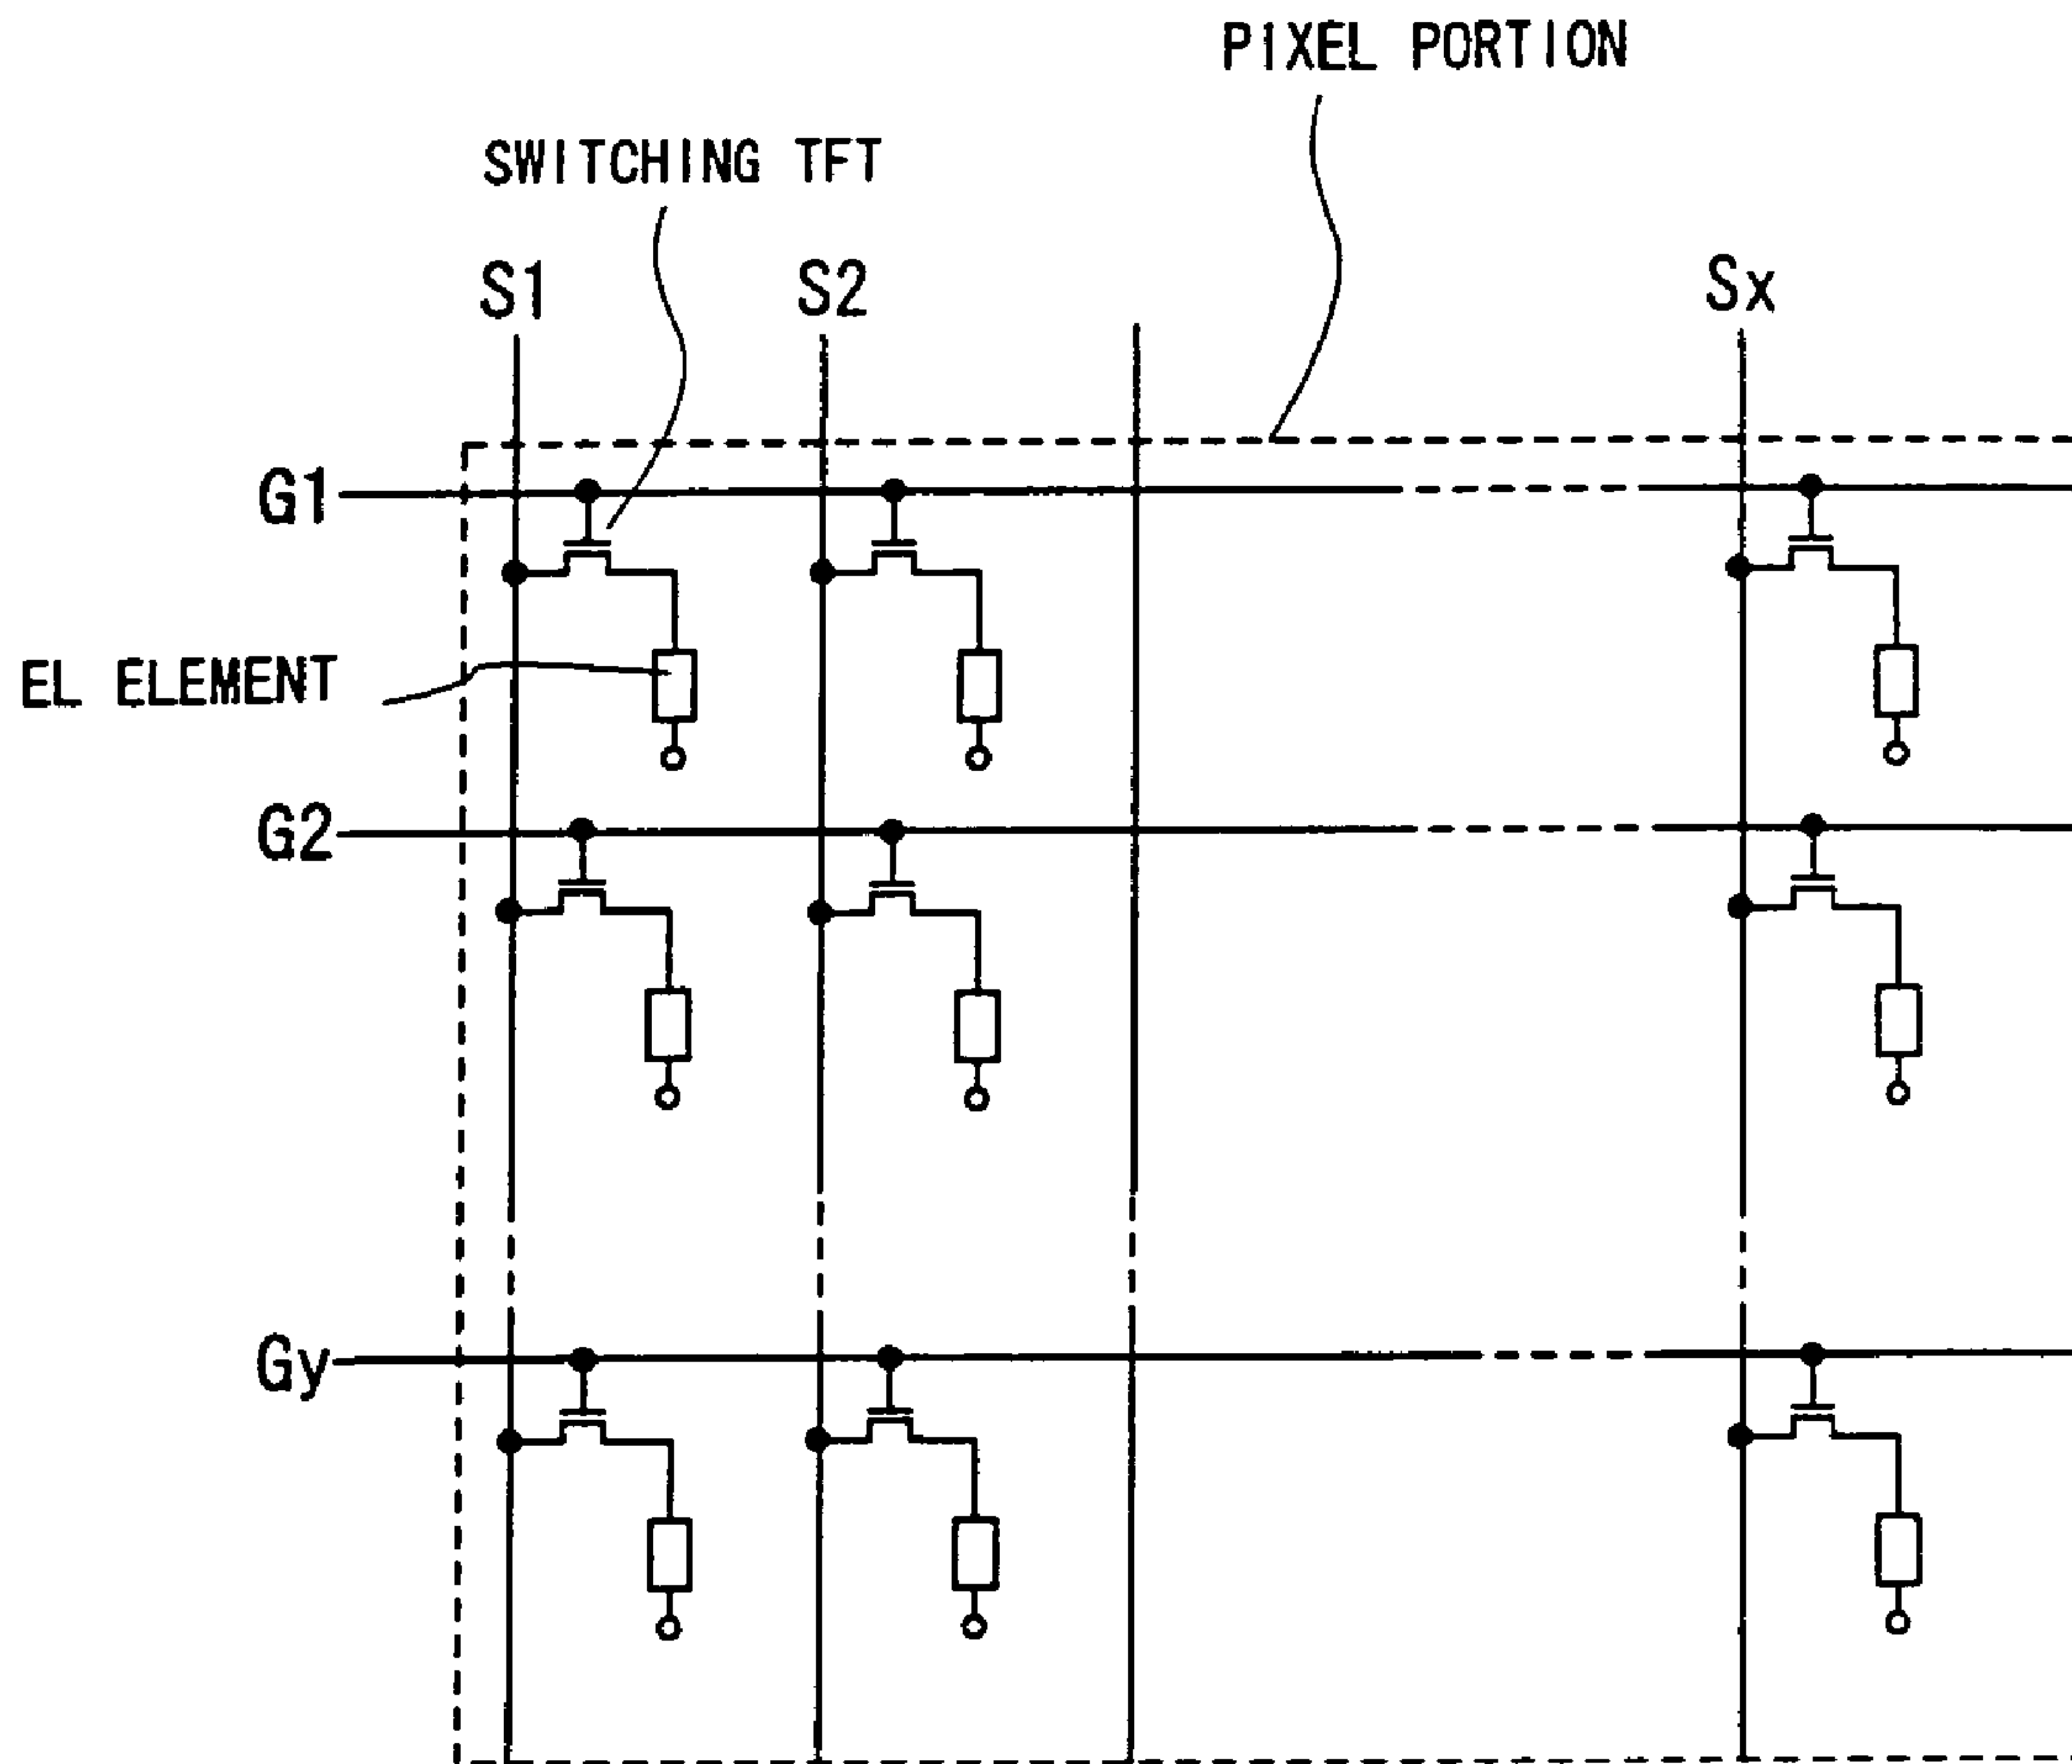 PIXEL PORTION
SWITCHING TFT
S1 S2 Sx
G1
EL ELEMENT
G2
Gy